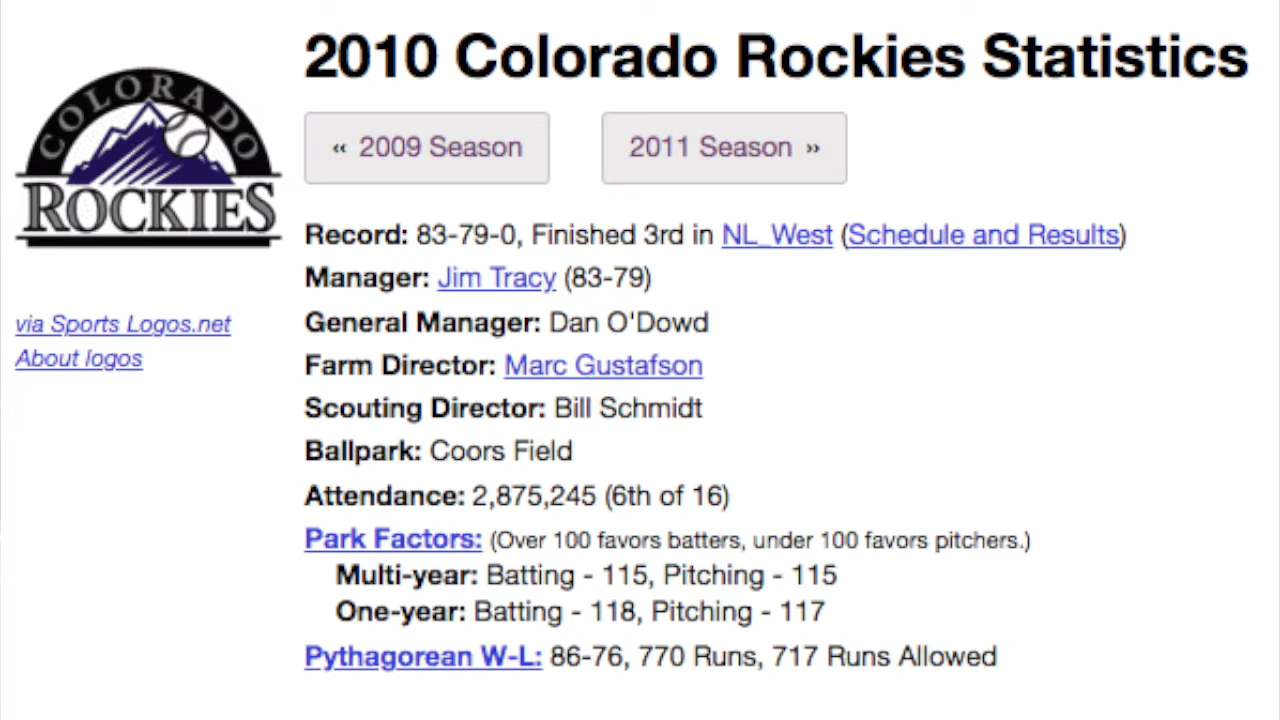 2010 Colorado Rockies Statistics
COLORADO
ROCKIES
« 2009 Season
2011 Season »
Record: 83-79-0, Finished 3rd in NL_West (Schedule and Results)
Manager: Jim Tracy (83-79)
via Sports Logos.net
General Manager: Dan O'Dowd
About logos
Farm Director: Marc Gustafson
Scouting Director: Bill Schmidt
Ballpark: Coors Field
Attendance: 2,875,245 (6th of 16)
Park Factors: (Over 100 favors batters, under 100 favors pitchers.)
Multi-year: Batting - 115, Pitching - 115
One-year: Batting - 118, Pitching - 117
Pythagorean W-L: 86-76, 770 Runs, 717 Runs Allowed